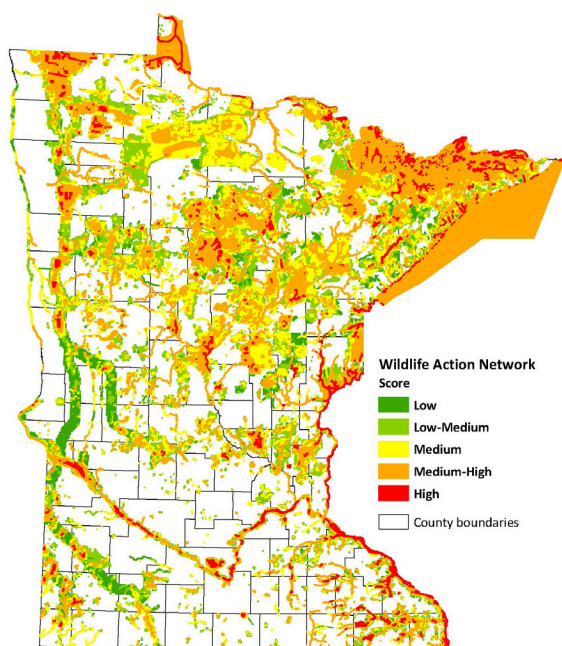 Wildlife Action Network
Score
Low
Low-Medium
Medium
Medium-High
High
County boundaries